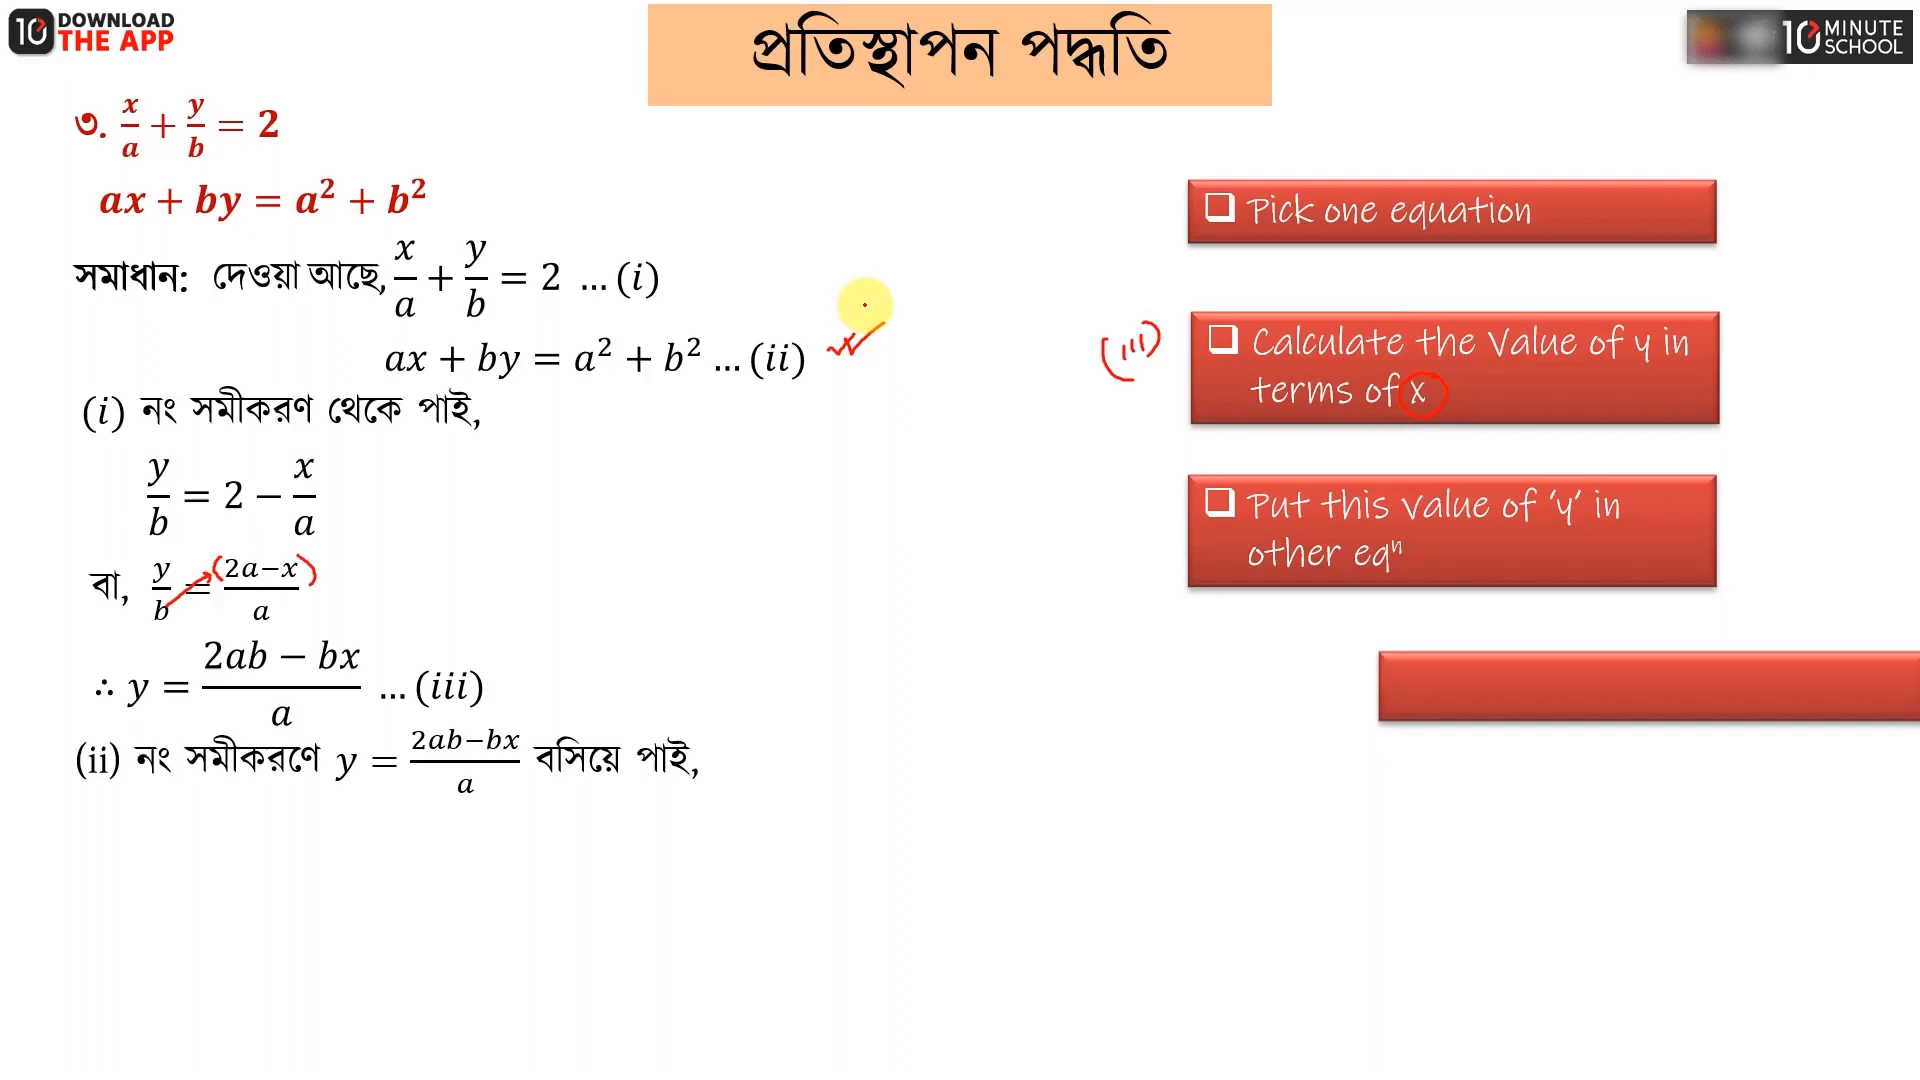 10 DOWNLOAD THE APP
প্রতিস্থাপন পদ্ধতি
10 MINUTE SCHOOL
৩. x/a + y/b = 2
ax + by = a² + b²
সমাধান: দেওয়া আছে, x/a + y/b = 2 ... (i)
ax + by = a² + b² ... (ii)
(i) নং সমীকরণ থেকে পাই,
y/b = 2 − x/a
বা, y/b = (2a−x)/a
∴ y = (2ab − bx)/a ... (iii)
(ii) নং সমীকরণে y = (2ab−bx)/a বসিয়ে পাই,
❑ Pick one equation
(iii)
❑ Calculate the Value of y in
terms of x
❑ Put this value of ‘y’ in
other eqⁿ